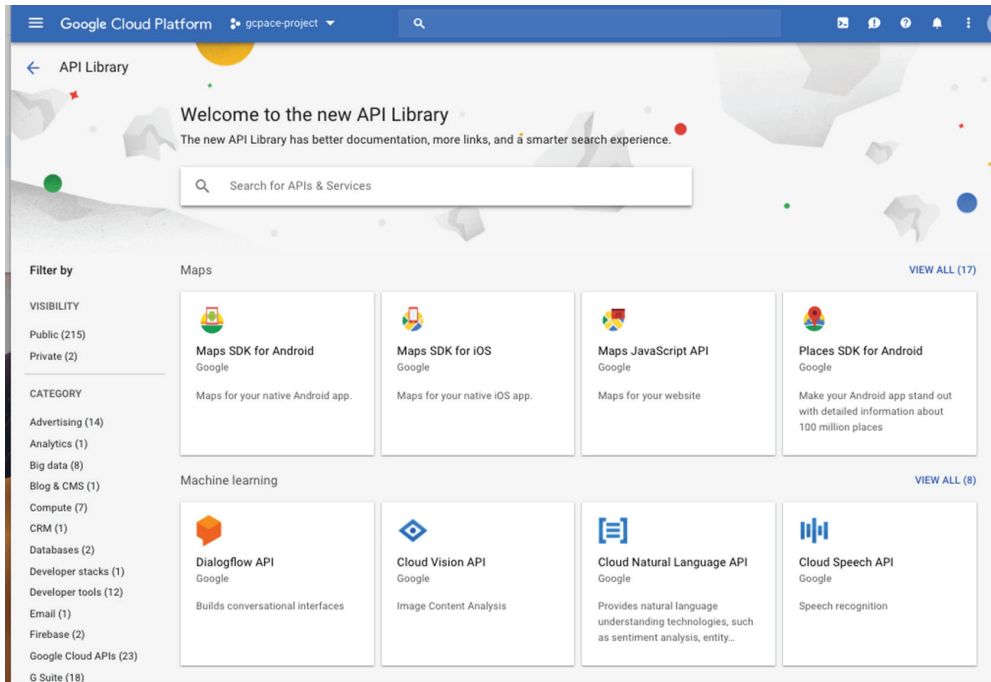 Google Cloud Platform
gcpace-project
API Library
Welcome to the new API Library
The new API Library has better documentation, more links, and a smarter search experience.
Search for APIs & Services
Filter by
VISIBILITY
Public (215)
Private (2)
CATEGORY
Advertising (14)
Analytics (1)
Big data (8)
Blog & CMS (1)
Compute (7)
CRM (1)
Databases (2)
Developer stacks (1)
Developer tools (12)
Email (1)
Firebase (2)
Google Cloud APIs (23)
G Suite (18)
Maps
VIEW ALL (17)
Maps SDK for Android
Google
Maps for your native Android app.
Maps SDK for iOS
Google
Maps for your native iOS app.
Maps JavaScript API
Google
Maps for your website
Places SDK for Android
Google
Make your Android app stand out
with detailed information about
100 million places
Machine learning
VIEW ALL (8)
Dialogflow API
Google
Builds conversational interfaces
Cloud Vision API
Google
Image Content Analysis
Cloud Natural Language API
Google
Provides natural language
understanding technologies, such
as sentiment analysis, entity...
Cloud Speech API
Google
Speech recognition